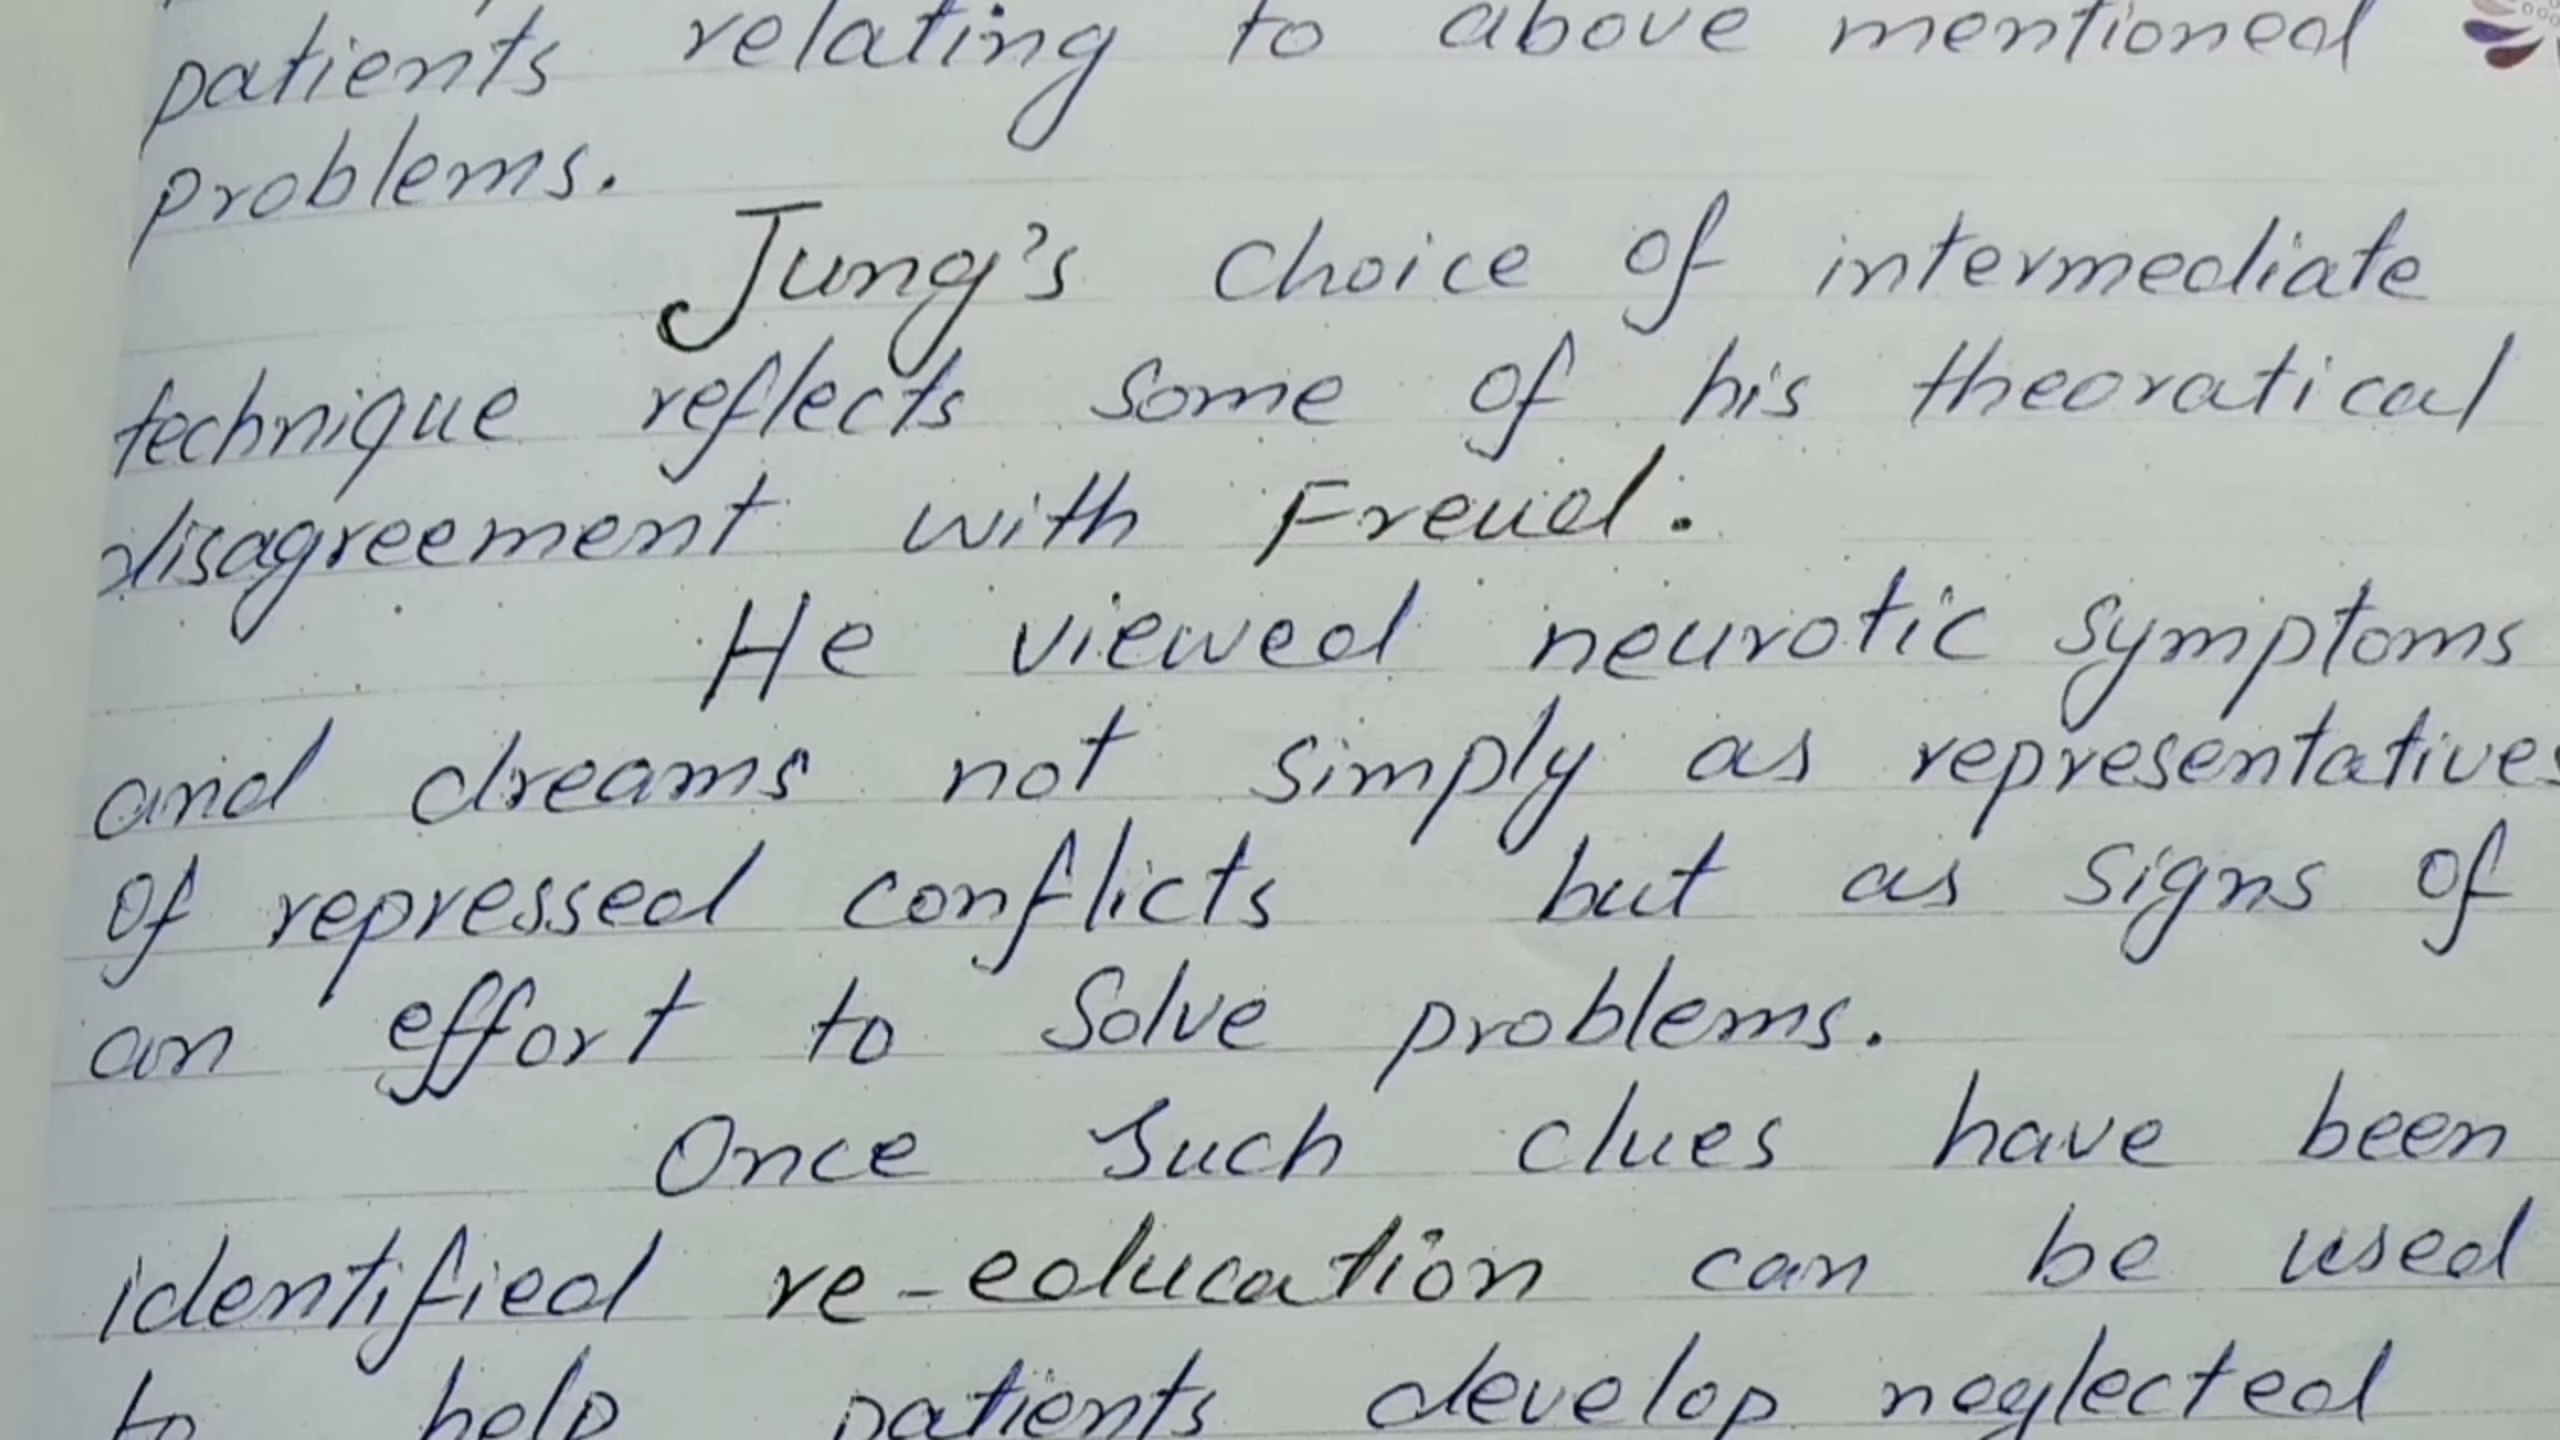 patients relating to above mentioned
problems.
Jung's choice of intermediate
technique reflects some of his theoratical
disagreement with Freud.
He viewed neurotic symptoms
and dreams not simply as representatives
of repressed conflicts but as signs of
an effort to solve problems.
Once such clues have been
identified re-education can be used
to help patients develop neglected